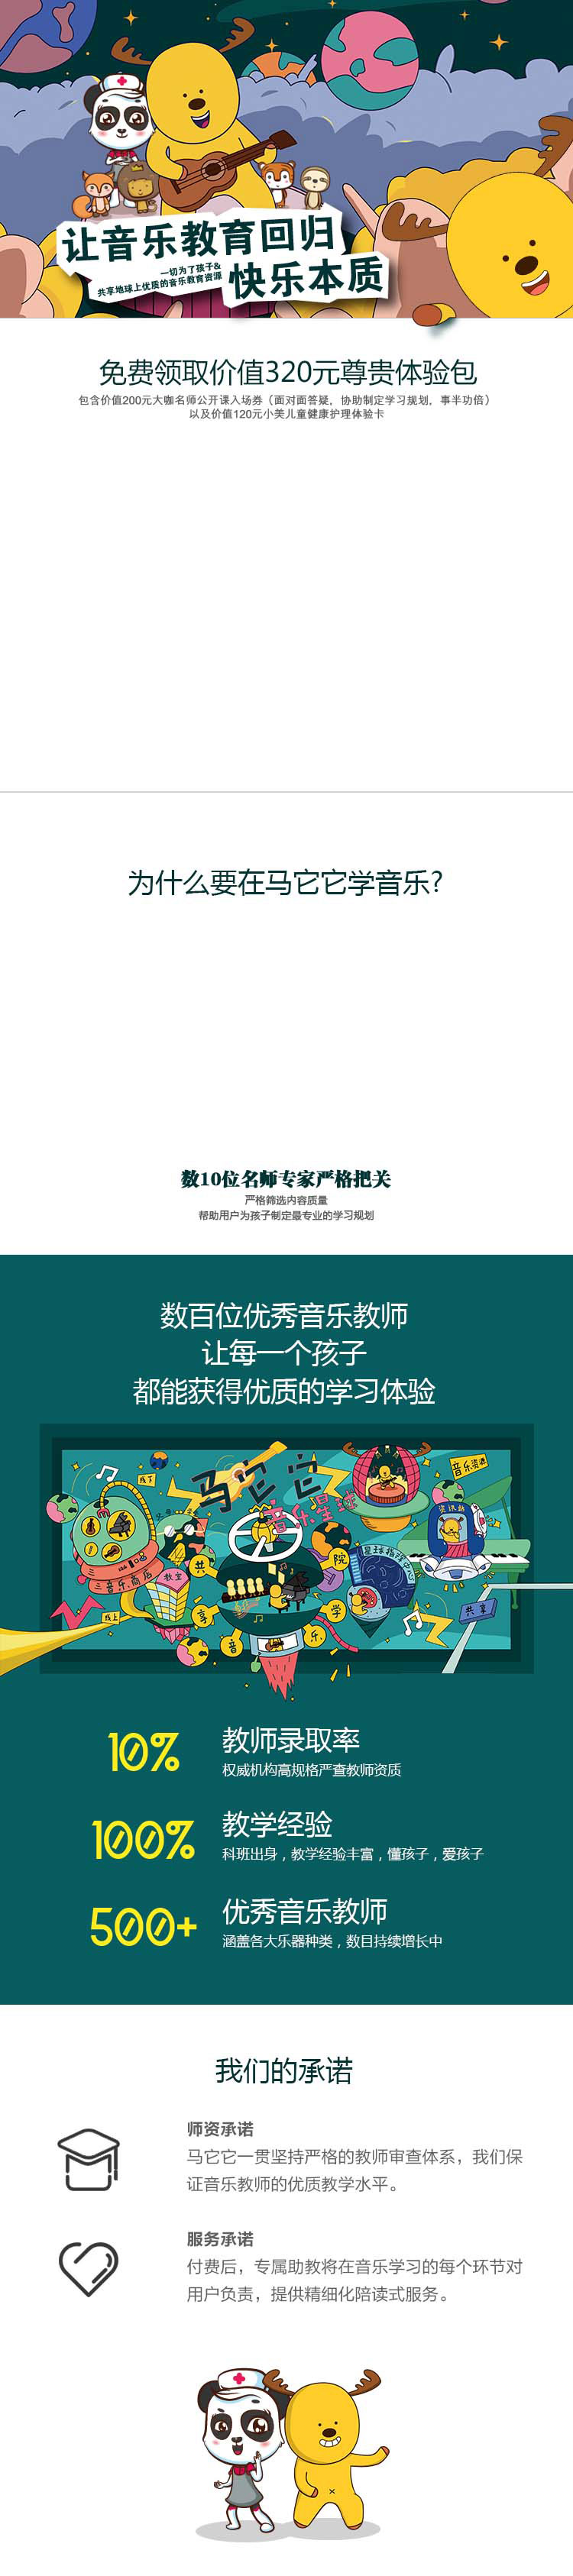 让音乐教育回归
一切为了孩子&
共享地球上优质的音乐教育资源
快乐本质
免费领取价值320元尊贵体验包
包含价值200元大咖名师公开课入场券（面对面答疑，协助制定学习规划，事半功倍）
以及价值120元小美儿童健康护理体验卡
为什么要在马它它学音乐?
数10位名师专家严格把关
严格筛选内容质量
帮助用户为孩子制定最专业的学习规划
数百位优秀音乐教师
让每一个孩子
都能获得优质的学习体验
马它它
音乐星球
线下
音乐资源
资讯站
音乐商店
教室
共
享
音
乐
学
院
星球指挥
线上
共享
10%
教师录取率
权威机构高规格严查教师资质
100%
教学经验
科班出身，教学经验丰富，懂孩子，爱孩子
500+
优秀音乐教师
涵盖各大乐器种类，数目持续增长中
我们的承诺
师资承诺
马它它一贯坚持严格的教师审查体系，我们保
证音乐教师的优质教学水平。
服务承诺
付费后，专属助教将在音乐学习的每个环节对
用户负责，提供精细化陪读式服务。